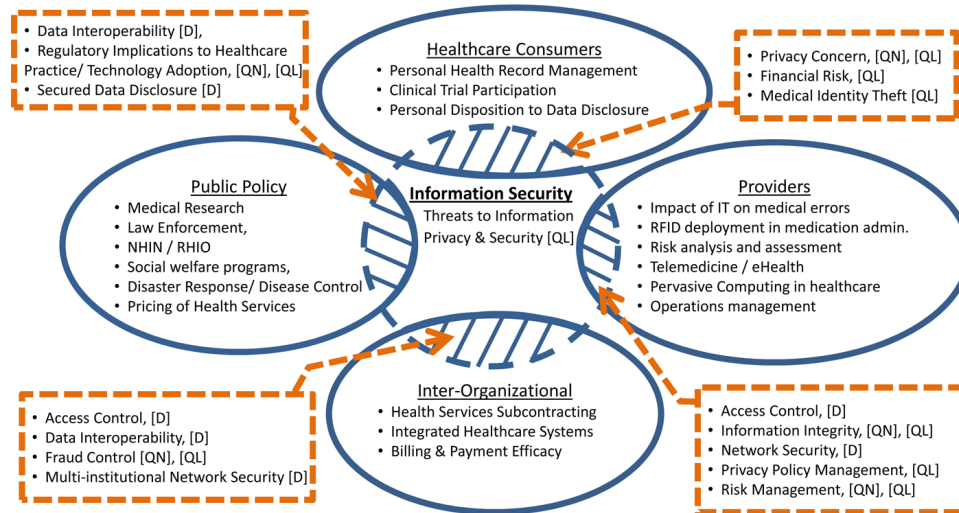 • Data Interoperability [D],
• Regulatory Implications to Healthcare
Practice/ Technology Adoption, [QN], [QL]
• Secured Data Disclosure [D]
Healthcare Consumers
• Personal Health Record Management
• Clinical Trial Participation
• Personal Disposition to Data Disclosure
• Privacy Concern, [QN], [QL]
• Financial Risk, [QL]
• Medical Identity Theft [QL]
Public Policy
• Medical Research
• Law Enforcement,
• NHIN / RHIO
• Social welfare programs,
• Disaster Response/ Disease Control
• Pricing of Health Services
Information Security
Threats to Information
Privacy & Security [QL]
Providers
• Impact of IT on medical errors
• RFID deployment in medication admin.
• Risk analysis and assessment
• Telemedicine / eHealth
• Pervasive Computing in healthcare
• Operations management
• Access Control, [D]
• Data Interoperability, [D]
• Fraud Control [QN], [QL]
• Multi-institutional Network Security [D]
Inter-Organizational
• Health Services Subcontracting
• Integrated Healthcare Systems
• Billing & Payment Efficacy
• Access Control, [D]
• Information Integrity, [QN], [QL]
• Network Security, [D]
• Privacy Policy Management, [QL]
• Risk Management, [QN], [QL]